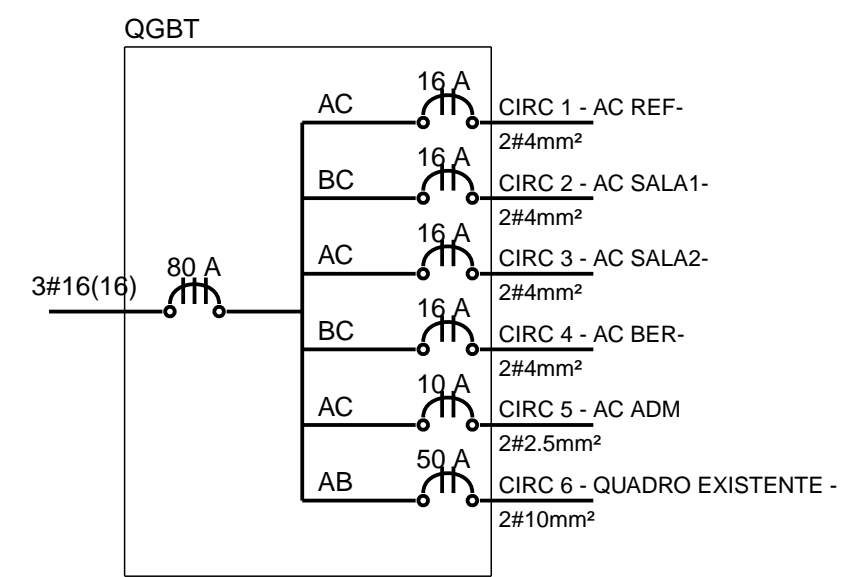 QGBT
3#16(16)
80 A
AC
16 A
CIRC 1 - AC REF-
2#4mm²
BC
16 A
CIRC 2 - AC SALA1-
2#4mm²
AC
16 A
CIRC 3 - AC SALA2-
2#4mm²
BC
16 A
CIRC 4 - AC BER-
2#4mm²
AC
10 A
CIRC 5 - AC ADM
2#2.5mm²
AB
50 A
CIRC 6 - QUADRO EXISTENTE -
2#10mm²